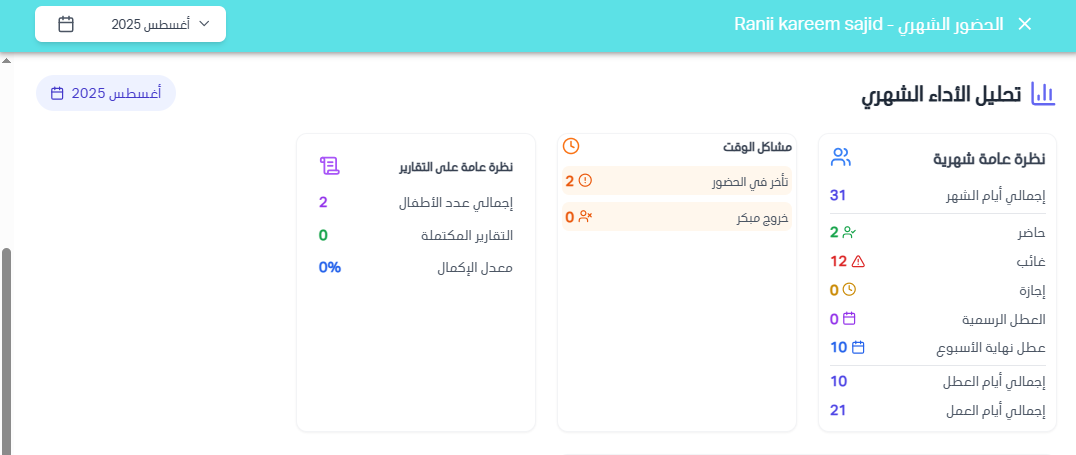 الحضور الشهري - Ranii kareem sajid
أغسطس 2025
تحليل الأداء الشهري
أغسطس 2025
نظرة عامة شهرية
إجمالي أيام الشهر 31
حاضر 2
غائب 12
إجازة 0
العطل الرسمية 0
عطل نهاية الأسبوع 10
إجمالي أيام العطل 10
إجمالي أيام العمل 21
مشاكل الوقت
تأخر في الحضور 2
خروج مبكر 0
نظرة عامة على التقارير
إجمالي عدد الأطفال 2
التقارير المكتملة 0
معدل الإكمال 0%